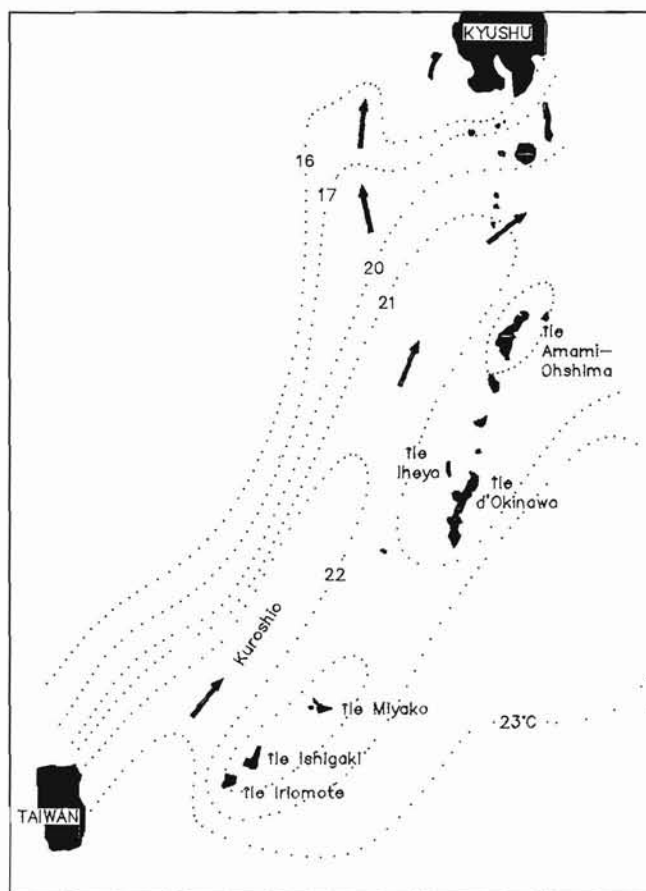 KYUSHU
16
17
20
21
île
Amami-
Ohshima
île
Iheya
île
d'Okinawa
22
Kuroshio
île Miyako
23°C
île Ishigaki
île Iriomote
TAIWAN